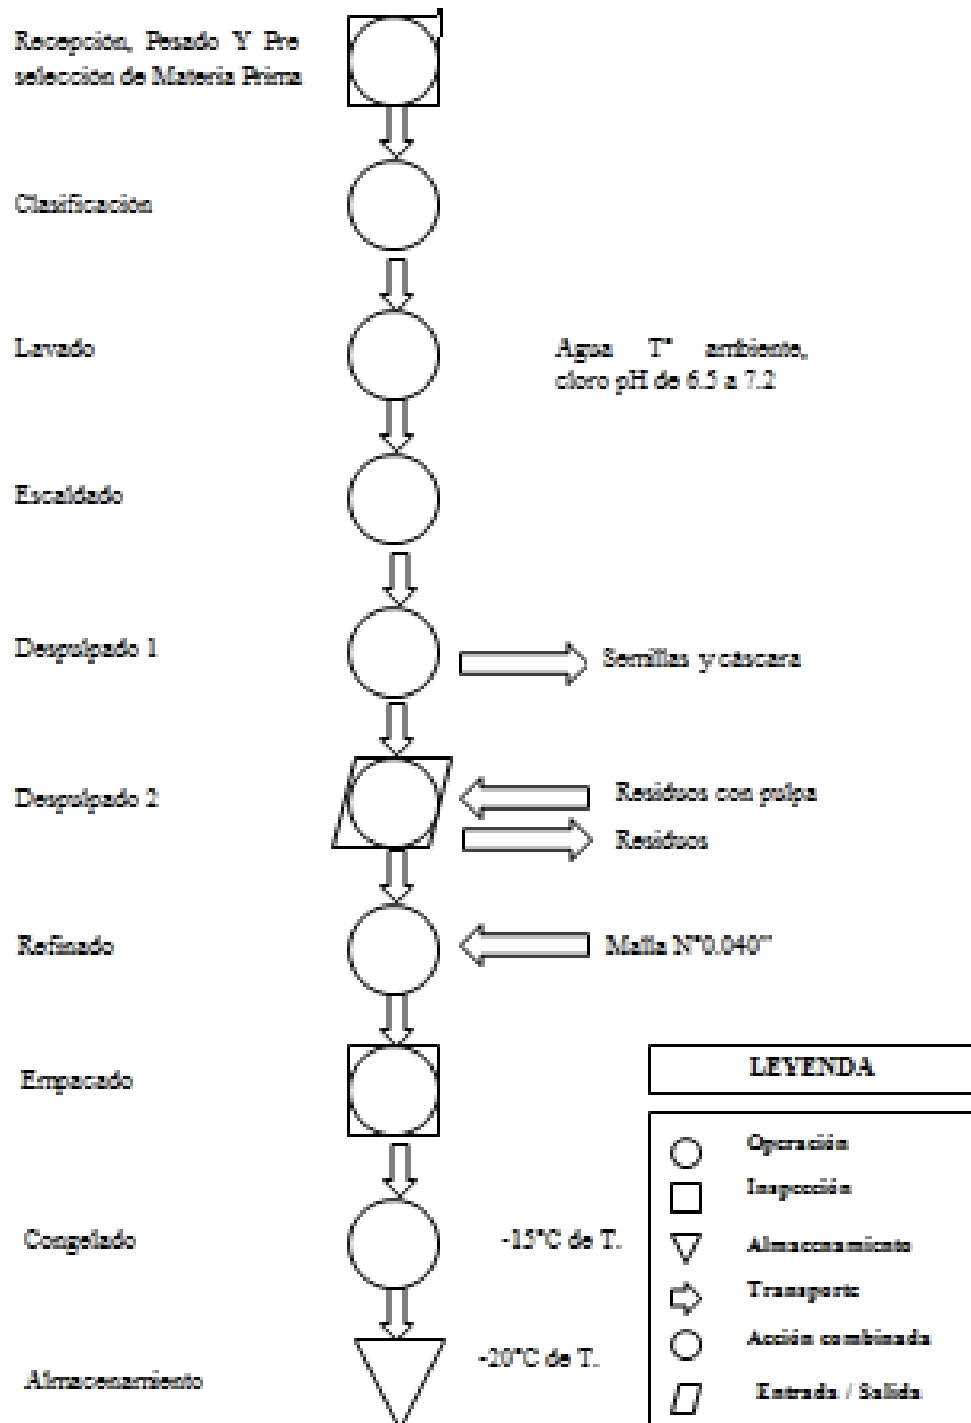 Recepción, Pesado Y Pre
selección de Materia Prima
Clasificación
Lavado
Agua T° ambiente,
cloro pH de 6.5 a 7.2
Escaldado
Despulpado 1
Semillas y cáscara
Despulpado 2
Residuos con pulpa
Residuos
Refinado
Malla N°0.040"
Empacado
Congelado
-15°C de T.
Almacenamiento
-20°C de T.
LEYENDA
Operación
Inspección
Almacenamiento
Transporte
Acción combinada
Entrada / Salida